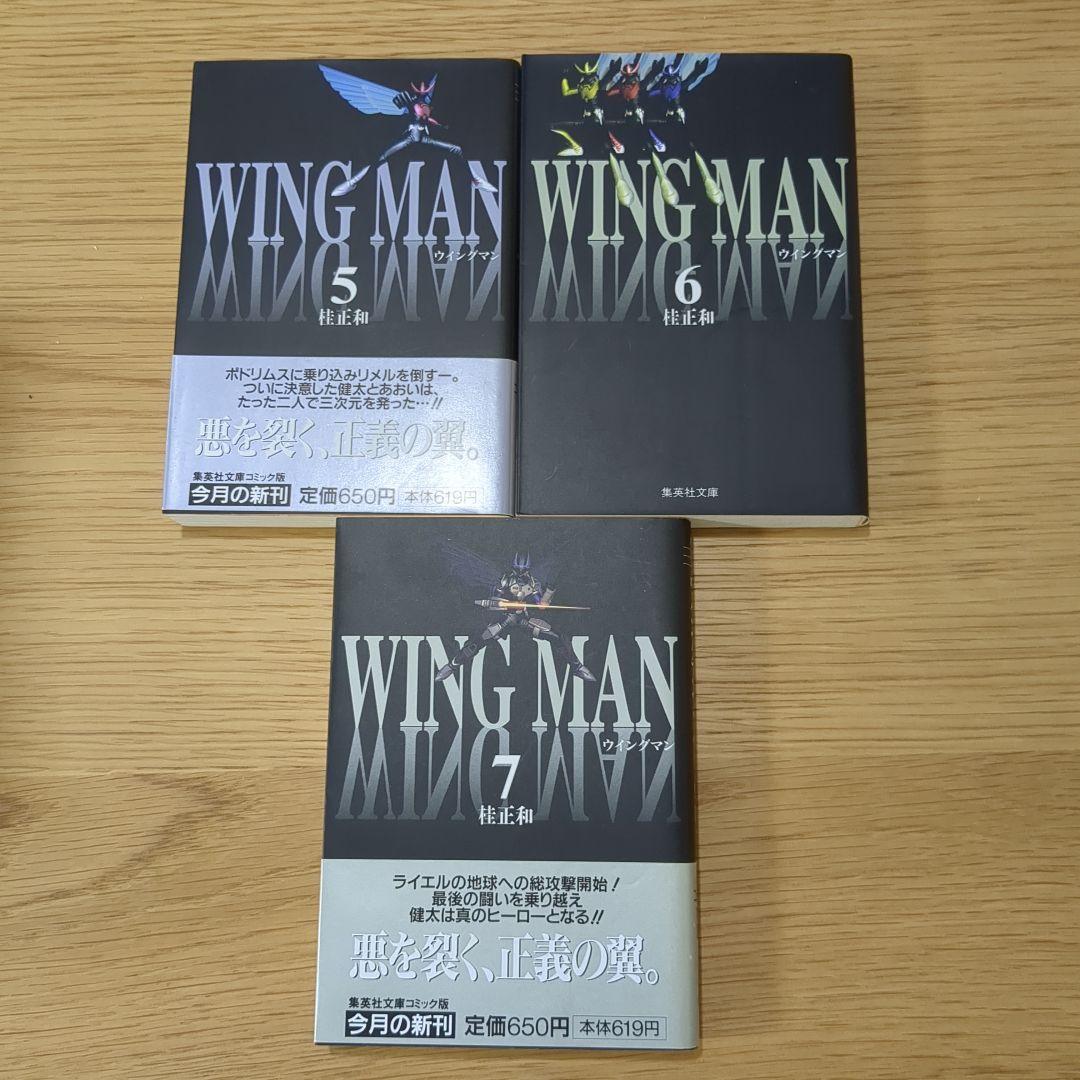 WING MAN
ウイングマン
5
桂正和
ポドリムスに乗り込みリメルを倒すー。
ついに決意した健太とあおいは、
たった二人で三次元を発った…!!
悪を裂く、正義の翼。
集英社文庫コミック版
今月の新刊 定価650円 本体619円
WING MAN
ウイングマン
6
桂正和
集英社文庫
WING MAN
ウイングマン
7
桂正和
ライエルの地球への総攻撃開始!
最後の闘いを乗り越え
健太は真のヒーローとなる!!
悪を裂く、正義の翼。
集英社文庫コミック版
今月の新刊 定価650円 本体619円